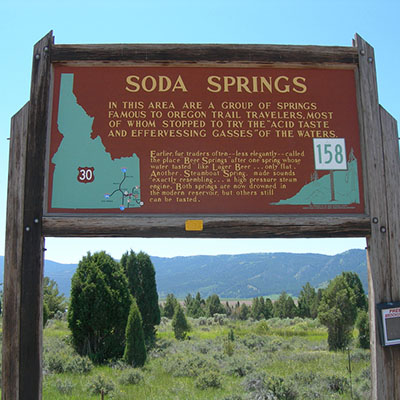 SODA SPRINGS
IN THIS AREA ARE A GROUP OF SPRINGS
FAMOUS TO OREGON TRAIL TRAVELERS, MOST
OF WHOM STOPPED TO TRY THE "ACID TASTE
AND EFFERVESSING GASSES" OF THE WATERS.
Earlier, fur traders often—less elegantly—called
the place Beer Springs after one spring whose
water tasted like Lager Beer ... only flat.
Another, Steamboat Spring, made sounds
"exactly resembling ... a high pressure steam
engine. Both springs are now drowned in
the modern reservoir, but others still
can be tasted.
158
30